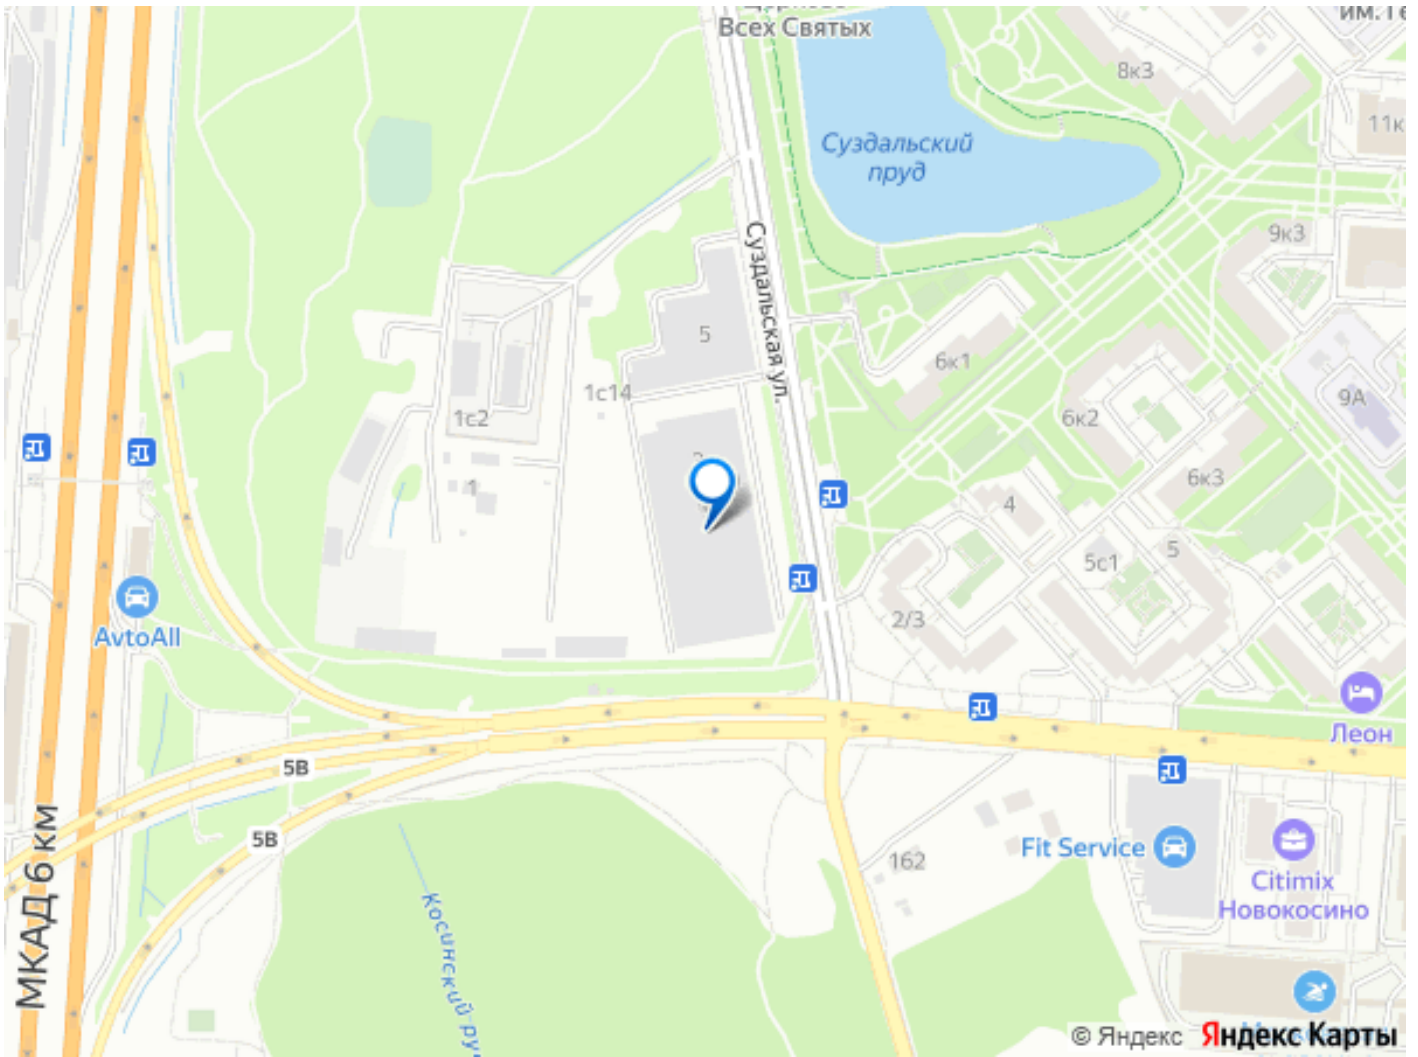 Всех Святых
8к3
11к
Суздальский
пруд
9к3
Суздальская ул.
5
6к1
1с14
1с2
6к2
9А
1
6к3
4
5с1
5
AvtoAll
2/3
Леон
5В
5В
МКАД 6 км
Fit Service
162
Citimix
Новокосино
Косинский ру
© Яндекс Яндекс Карты